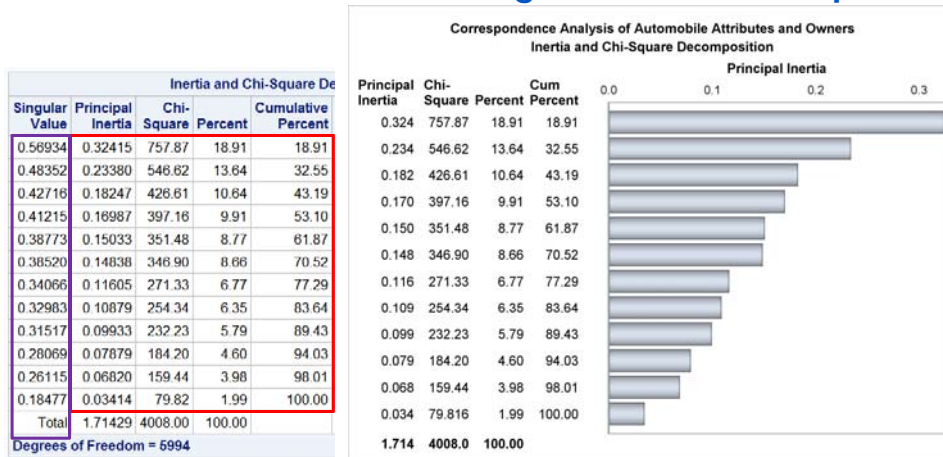 Inertia and Chi-Square De
Singular Value Principal Inertia Chi-Square Percent Cumulative Percent
0.56934 0.32415 757.87 18.91 18.91
0.48352 0.23380 546.62 13.64 32.55
0.42716 0.18247 426.61 10.64 43.19
0.41215 0.16987 397.16 9.91 53.10
0.38773 0.15033 351.48 8.77 61.87
0.38520 0.14838 346.90 8.66 70.52
0.34066 0.11605 271.33 6.77 77.29
0.32983 0.10879 254.34 6.35 83.64
0.31517 0.09933 232.23 5.79 89.43
0.28069 0.07879 184.20 4.60 94.03
0.26115 0.06820 159.44 3.98 98.01
0.18477 0.03414 79.82 1.99 100.00
Total 1.71429 4008.00 100.00
Degrees of Freedom = 5994
Correspondence Analysis of Automobile Attributes and Owners
Inertia and Chi-Square Decomposition
Principal Inertia
Principal Inertia Chi-Square Percent Cum Percent
0.0 0.1 0.2 0.3
0.324 757.87 18.91 18.91
0.234 546.62 13.64 32.55
0.182 426.61 10.64 43.19
0.170 397.16 9.91 53.10
0.150 351.48 8.77 61.87
0.148 346.90 8.66 70.52
0.116 271.33 6.77 77.29
0.109 254.34 6.35 83.64
0.099 232.23 5.79 89.43
0.079 184.20 4.60 94.03
0.068 159.44 3.98 98.01
0.034 79.816 1.99 100.00
1.714 4008.0 100.00